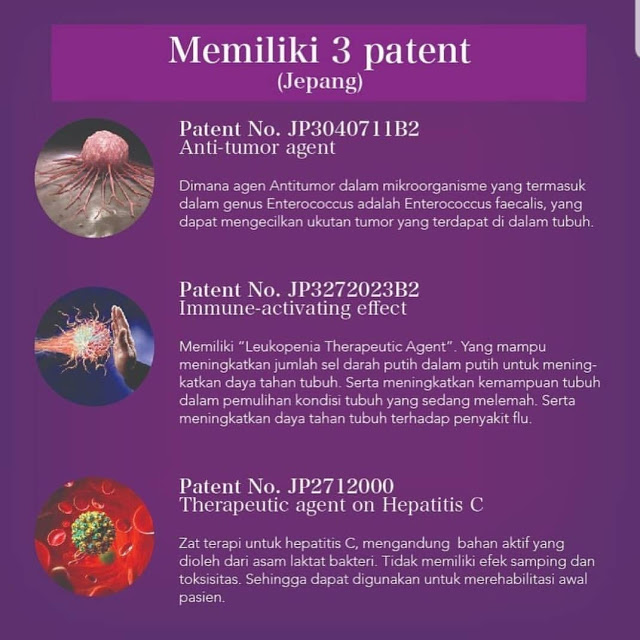 Memiliki 3 patent
(Jepang)
Patent No. JP3040711B2
Anti-tumor agent
Dimana agen Antitumor dalam mikroorganisme yang termasuk
dalam genus Enterococcus adalah Enterococcus faecalis, yang
dapat mengecilkan ukutan tumor yang terdapat di dalam tubuh.
Patent No. JP3272023B2
Immune-activating effect
Memiliki “Leukopenia Therapeutic Agent”. Yang mampu
meningkatkan jumlah sel darah putih dalam putih untuk mening-
katkan daya tahan tubuh. Serta meningkatkan kemampuan tubuh
dalam pemulihan kondisi tubuh yang sedang melemah. Serta
meningkatkan daya tahan tubuh terhadap penyakit flu.
Patent No. JP2712000
Therapeutic agent on Hepatitis C
Zat terapi untuk hepatitis C, mengandung  bahan aktif yang
dioleh dari asam laktat bakteri. Tidak memiliki efek samping dan
toksisitas. Sehingga dapat digunakan untuk merehabilitasi awal
pasien.